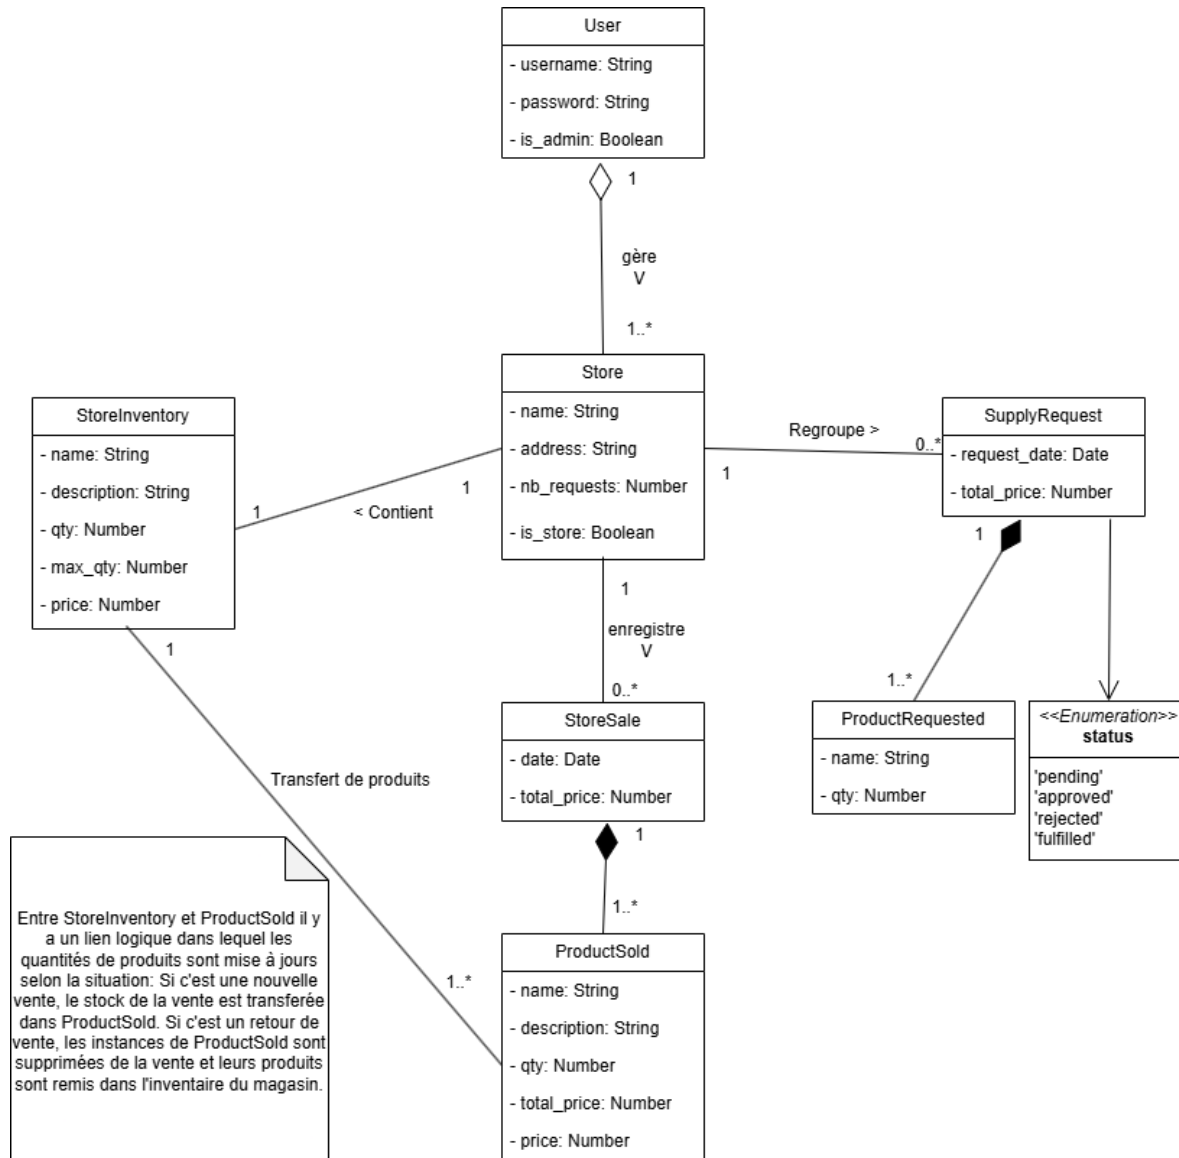 User
- username: String
- password: String
- is_admin: Boolean
1
gère
V
1..*
Store
- name: String
- address: String
- nb_requests: Number
- is_store: Boolean
StoreInventory
- name: String
- description: String
- qty: Number
- max_qty: Number
- price: Number
1
1
< Contient
Regroupe >
1
0..*
SupplyRequest
- request_date: Date
- total_price: Number
1
1..*
ProductRequested
- name: String
- qty: Number
<<Enumeration>>
status
'pending'
'approved'
'rejected'
'fulfilled'
1
enregistre
V
0..*
StoreSale
- date: Date
- total_price: Number
1
1..*
1
Transfert de produits
1..*
ProductSold
- name: String
- description: String
- qty: Number
- total_price: Number
- price: Number
Entre StoreInventory et ProductSold il y
a un lien logique dans lequel les
quantités de produits sont mise à jours
selon la situation: Si c'est une nouvelle
vente, le stock de la vente est transferée
dans ProductSold. Si c'est un retour de
vente, les instances de ProductSold sont
supprimées de la vente et leurs produits
sont remis dans l'inventaire du magasin.